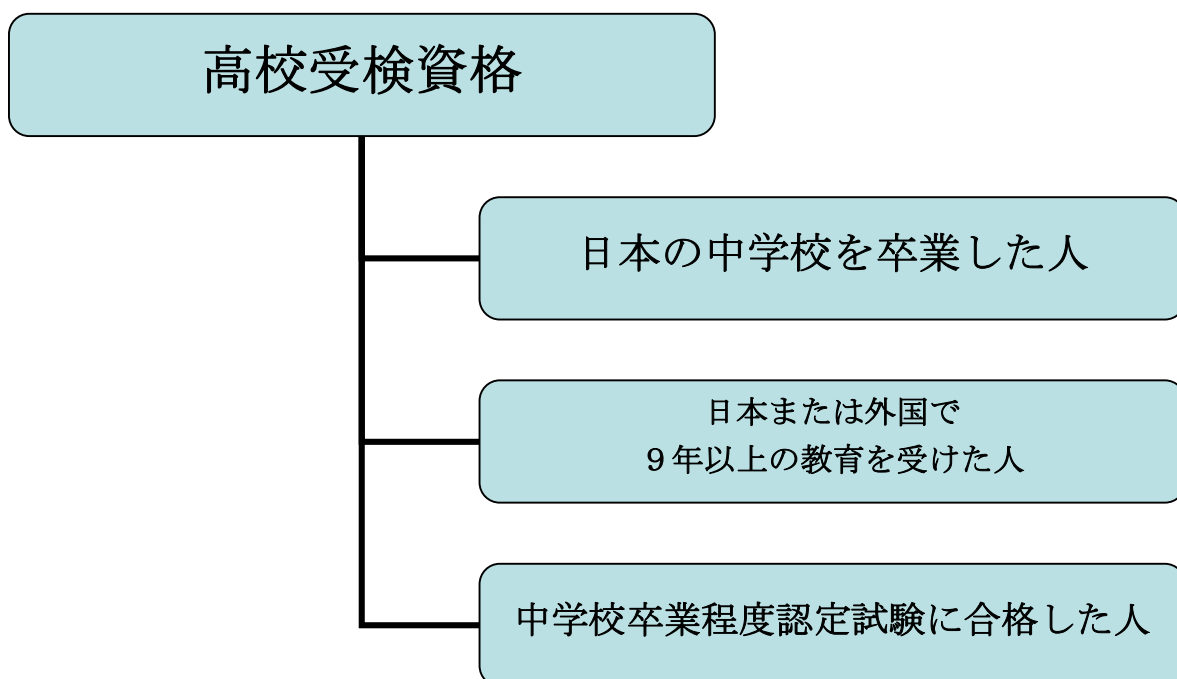 高校受検資格
日本の中学校を卒業した人
日本または外国で
９年以上の教育を受けた人
中学校卒業程度認定試験に合格した人